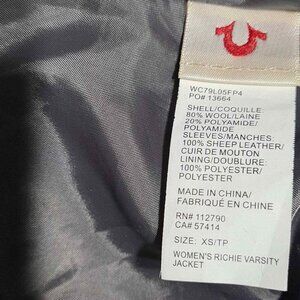 WC79L05FP4
PO# 13664
SHELL/COQUILLE
80% WOOL/LAINE
20% POLYAMIDE/
POLYAMIDE
SLEEVES/MANCHES:
100% SHEEP LEATHER/
CUIR DE MOUTON
LINING/DOUBLURE:
100% POLYESTER/
POLYESTER
MADE IN CHINA/
FABRIQUÉ EN CHINE
RN# 112790
CA# 57414
SIZE: XS/TP
WOMEN'S RICHIE VARSITY
JACKET